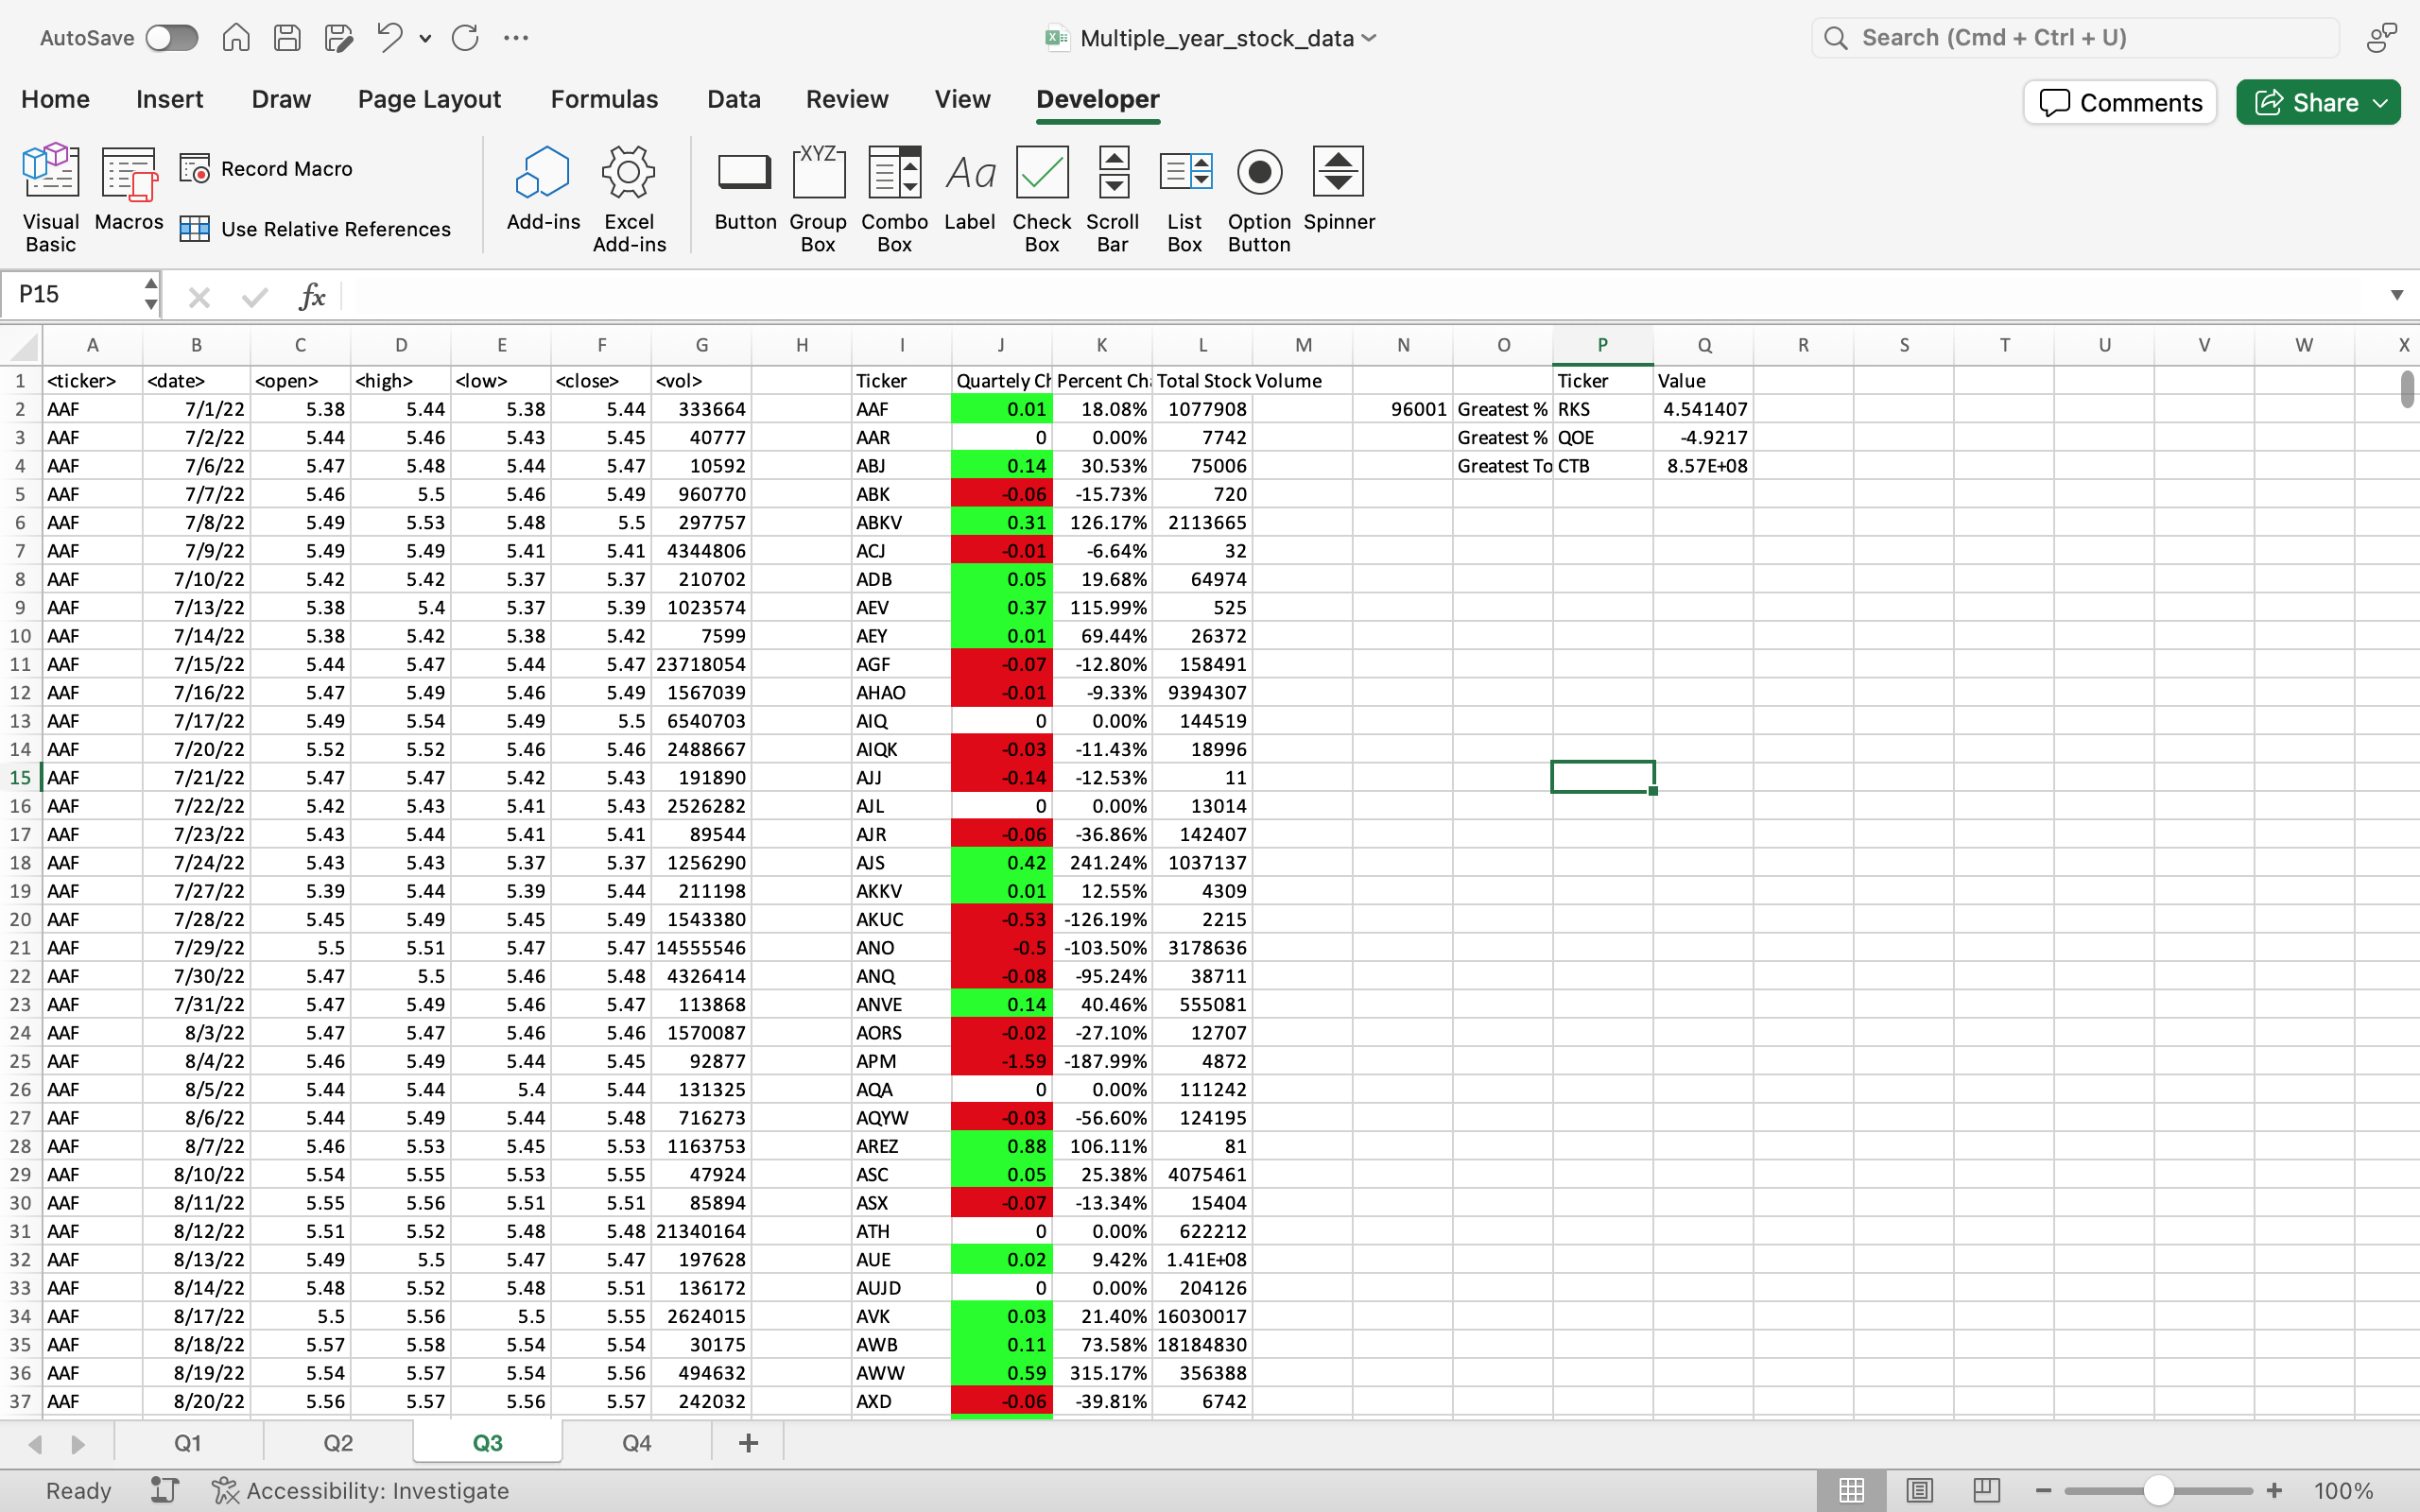 AutoSave Multiple_year_stock_data Search (Cmd + Ctrl + U)
Home Insert Draw Page Layout Formulas Data Review View Developer Comments Share
Visual Basic Macros Record Macro Use Relative References Add-ins Excel Add-ins Button XYZ Group Box Combo Box Aa Label Check Box Scroll Bar List Box Option Button Spinner
P15 fx
A B C D E F G H I J K L M N O P Q R S T U V W X
1 <ticker> <date> <open> <high> <low> <close> <vol> Ticker Quartely Ch Percent Cha Total Stock Volume Ticker Value
2 AAF 7/1/22 5.38 5.44 5.38 5.44 333664 AAF 0.01 18.08% 1077908 96001 Greatest % RKS 4.541407
3 AAF 7/2/22 5.44 5.46 5.43 5.45 40777 AAR 0 0.00% 7742 Greatest % QOE -4.9217
4 AAF 7/6/22 5.47 5.48 5.44 5.47 10592 ABJ 0.14 30.53% 75006 Greatest To CTB 8.57E+08
5 AAF 7/7/22 5.46 5.5 5.46 5.49 960770 ABK -0.06 -15.73% 720
6 AAF 7/8/22 5.49 5.53 5.48 5.5 297757 ABKV 0.31 126.17% 2113665
7 AAF 7/9/22 5.49 5.49 5.41 5.41 4344806 ACJ -0.01 -6.64% 32
8 AAF 7/10/22 5.42 5.42 5.37 5.37 210702 ADB 0.05 19.68% 64974
9 AAF 7/13/22 5.38 5.4 5.37 5.39 1023574 AEV 0.37 115.99% 525
10 AAF 7/14/22 5.38 5.42 5.38 5.42 7599 AEY 0.01 69.44% 26372
11 AAF 7/15/22 5.44 5.47 5.44 5.47 23718054 AGF -0.07 -12.80% 158491
12 AAF 7/16/22 5.47 5.49 5.46 5.49 1567039 AHAO -0.01 -9.33% 9394307
13 AAF 7/17/22 5.49 5.54 5.49 5.5 6540703 AIQ 0 0.00% 144519
14 AAF 7/20/22 5.52 5.52 5.46 5.46 2488667 AIQK -0.03 -11.43% 18996
15 AAF 7/21/22 5.47 5.47 5.42 5.43 191890 AJJ -0.14 -12.53% 11
16 AAF 7/22/22 5.42 5.43 5.41 5.43 2526282 AJL 0 0.00% 13014
17 AAF 7/23/22 5.43 5.44 5.41 5.41 89544 AJR -0.06 -36.86% 142407
18 AAF 7/24/22 5.43 5.43 5.37 5.37 1256290 AJS 0.42 241.24% 1037137
19 AAF 7/27/22 5.39 5.44 5.39 5.44 211198 AKKV 0.01 12.55% 4309
20 AAF 7/28/22 5.45 5.49 5.45 5.49 1543380 AKUC -0.53 -126.19% 2215
21 AAF 7/29/22 5.5 5.51 5.47 5.47 14555546 ANO -0.5 -103.50% 3178636
22 AAF 7/30/22 5.47 5.5 5.46 5.48 4326414 ANQ -0.08 -95.24% 38711
23 AAF 7/31/22 5.47 5.49 5.46 5.47 113868 ANVE 0.14 40.46% 555081
24 AAF 8/3/22 5.47 5.47 5.46 5.46 1570087 AORS -0.02 -27.10% 12707
25 AAF 8/4/22 5.46 5.49 5.44 5.45 92877 APM -1.59 -187.99% 4872
26 AAF 8/5/22 5.44 5.44 5.4 5.44 131325 AQA 0 0.00% 111242
27 AAF 8/6/22 5.44 5.49 5.44 5.48 716273 AQYW -0.03 -56.60% 124195
28 AAF 8/7/22 5.46 5.53 5.45 5.53 1163753 AREZ 0.88 106.11% 81
29 AAF 8/10/22 5.54 5.55 5.53 5.55 47924 ASC 0.05 25.38% 4075461
30 AAF 8/11/22 5.55 5.56 5.51 5.51 85894 ASX -0.07 -13.34% 15404
31 AAF 8/12/22 5.51 5.52 5.48 5.48 21340164 ATH 0 0.00% 622212
32 AAF 8/13/22 5.49 5.5 5.47 5.47 197628 AUE 0.02 9.42% 1.41E+08
33 AAF 8/14/22 5.48 5.52 5.48 5.51 136172 AUJD 0 0.00% 204126
34 AAF 8/17/22 5.5 5.56 5.5 5.55 2624015 AVK 0.03 21.40% 16030017
35 AAF 8/18/22 5.57 5.58 5.54 5.54 30175 AWB 0.11 73.58% 18184830
36 AAF 8/19/22 5.54 5.57 5.54 5.56 494632 AWW 0.59 315.17% 356388
37 AAF 8/20/22 5.56 5.57 5.56 5.57 242032 AXD -0.06 -39.81% 6742
Q1 Q2 Q3 Q4
Ready Accessibility: Investigate 100%